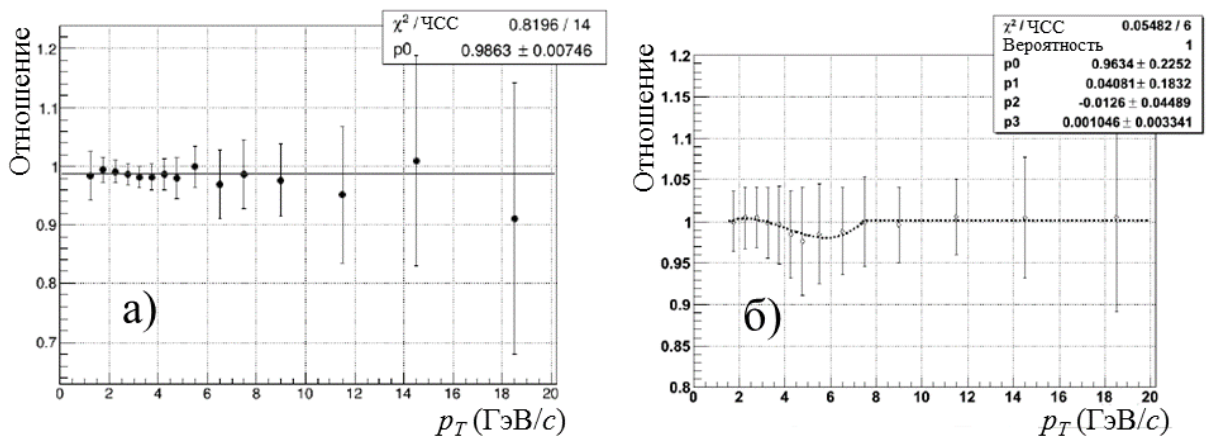 χ² / ЧСС 0.8196 / 14
p0 0.9863 ± 0.00746
Отношение
1.2
1.1
1
0.9
0.8
0.7
а)
0 2 4 6 8 10 12 14 16 18 20
p_T (ГэВ/c)
χ² / ЧСС 0.05482 / 6
Вероятность 1
p0 0.9634 ± 0.2252
p1 0.04081 ± 0.1832
p2 -0.0126 ± 0.04489
p3 0.001046 ± 0.003341
Отношение
1.2
1.15
1.1
1.05
1
0.95
0.9
0.85
0.8
б)
0 2 4 6 8 10 12 14 16 18 20
p_T (ГэВ/c)